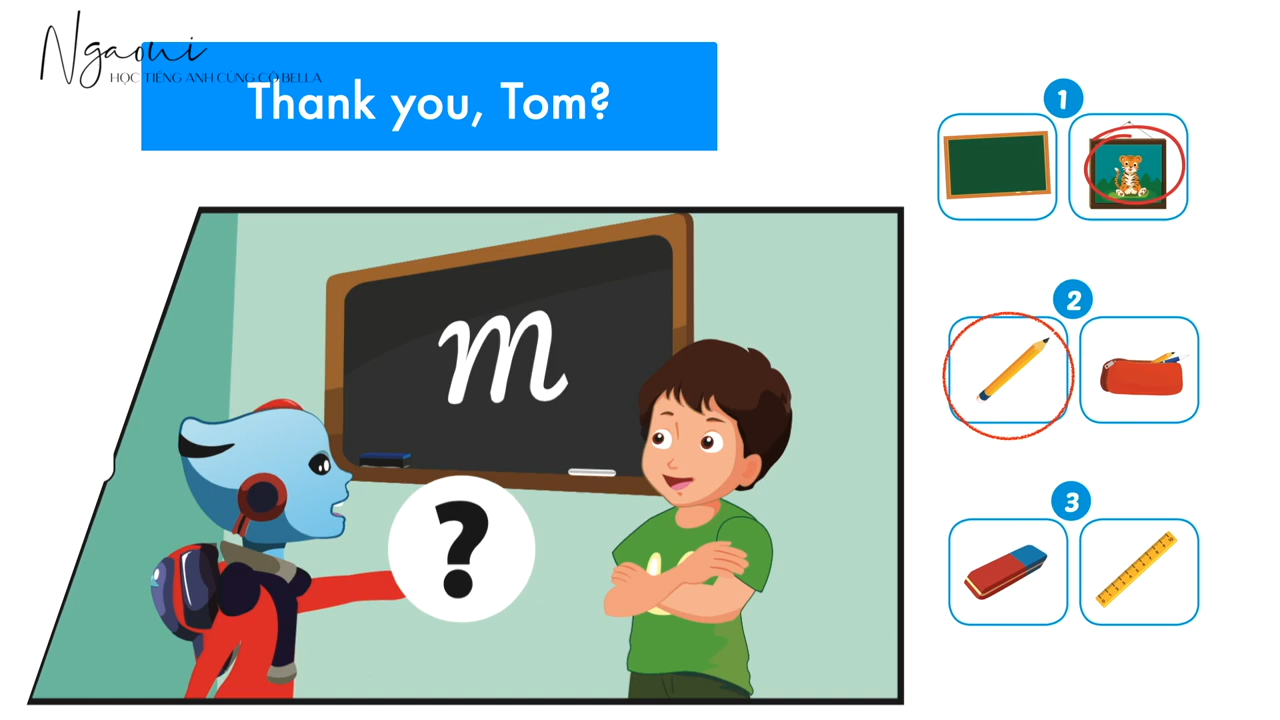 Ngaoui
HỌC TIẾNG ANH CÙNG CÔ BELLA
Thank you, Tom?
1
2
3
m
?